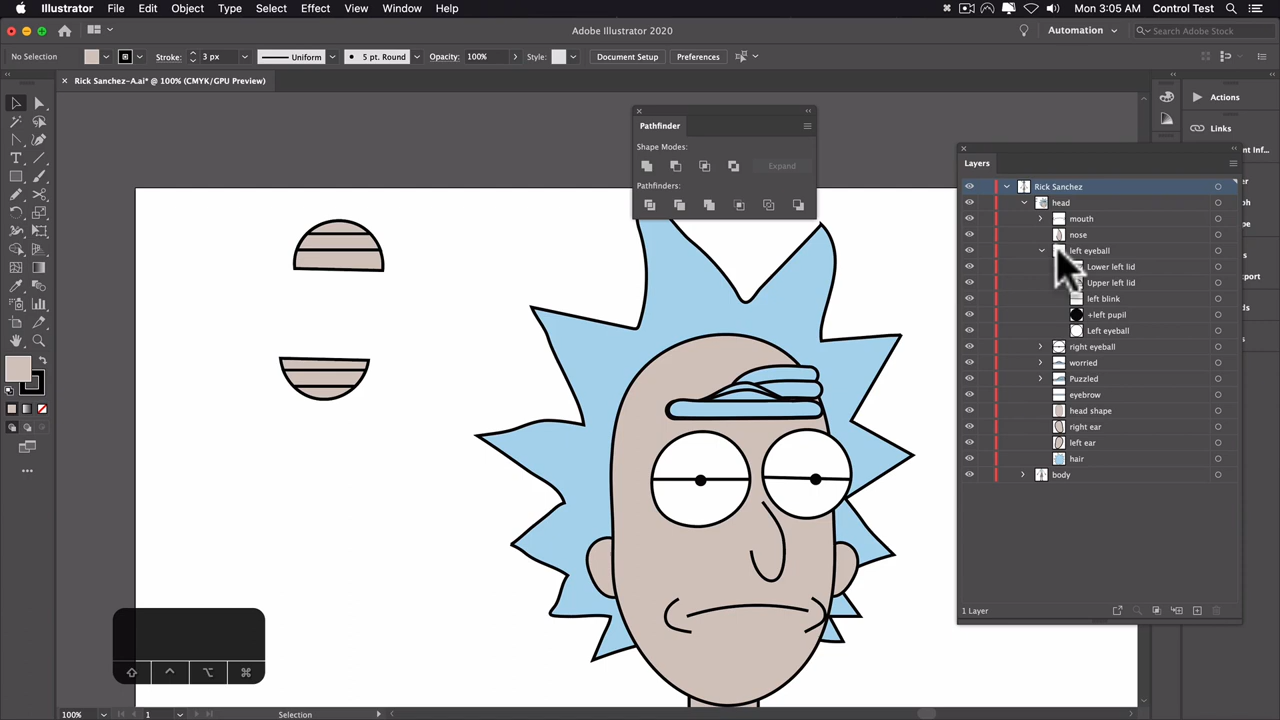 Illustrator File Edit Object Type Select Effect View Window Help
Mon 3:05 AM Control Test
Adobe Illustrator 2020
Automation
Search Adobe Stock
No Selection
Stroke: 3 px
Uniform
5 pt. Round
Opacity: 100%
Style:
Document Setup
Preferences
Rick Sanchez-A.ai* @ 100% (CMYK/GPU Preview)
Pathfinder
Shape Modes:
Expand
Pathfinders:
Actions
Links
Layers
Rick Sanchez
head
mouth
nose
left eyeball
Lower left lid
Upper left lid
left blink
+left pupil
Left eyeball
right eyeball
worried
Puzzled
eyebrow
head shape
right ear
left ear
hair
body
1 Layer
100%
1
Selection